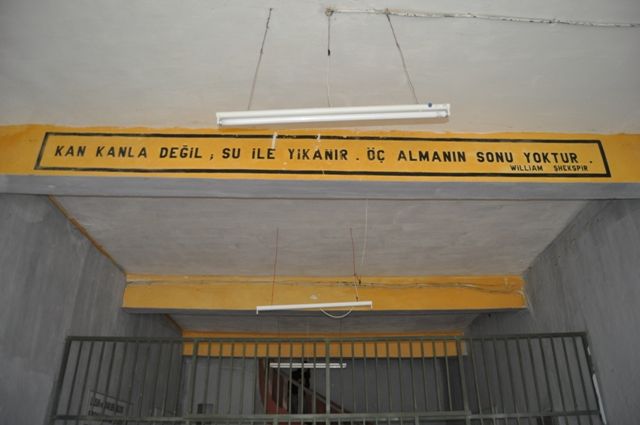 KAN KANLA DEĞİL , SU İLE YIKANIR . ÖÇ ALMANIN SONU YOKTUR .
WILLIAM SHEKSPIR